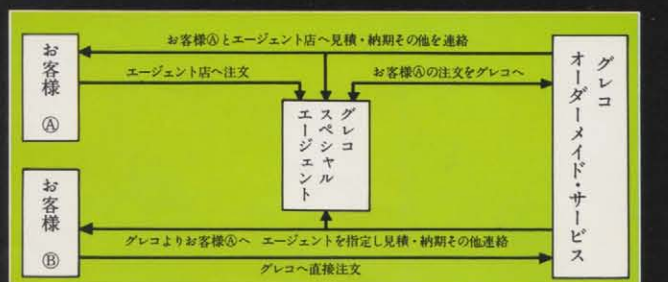 お客様Ⓐとエージェント店へ見積・納期その他を連絡
お客様 Ⓐ
エージェント店へ注文
お客様Ⓐの注文をグレコへ
グレコ
スペシャル
エージェント
グレコ
オーダーメイド・サービス
お客様 Ⓑ
グレコよりお客様Ⓐへ エージェントを指定し見積・納期その他連絡
グレコへ直接注文